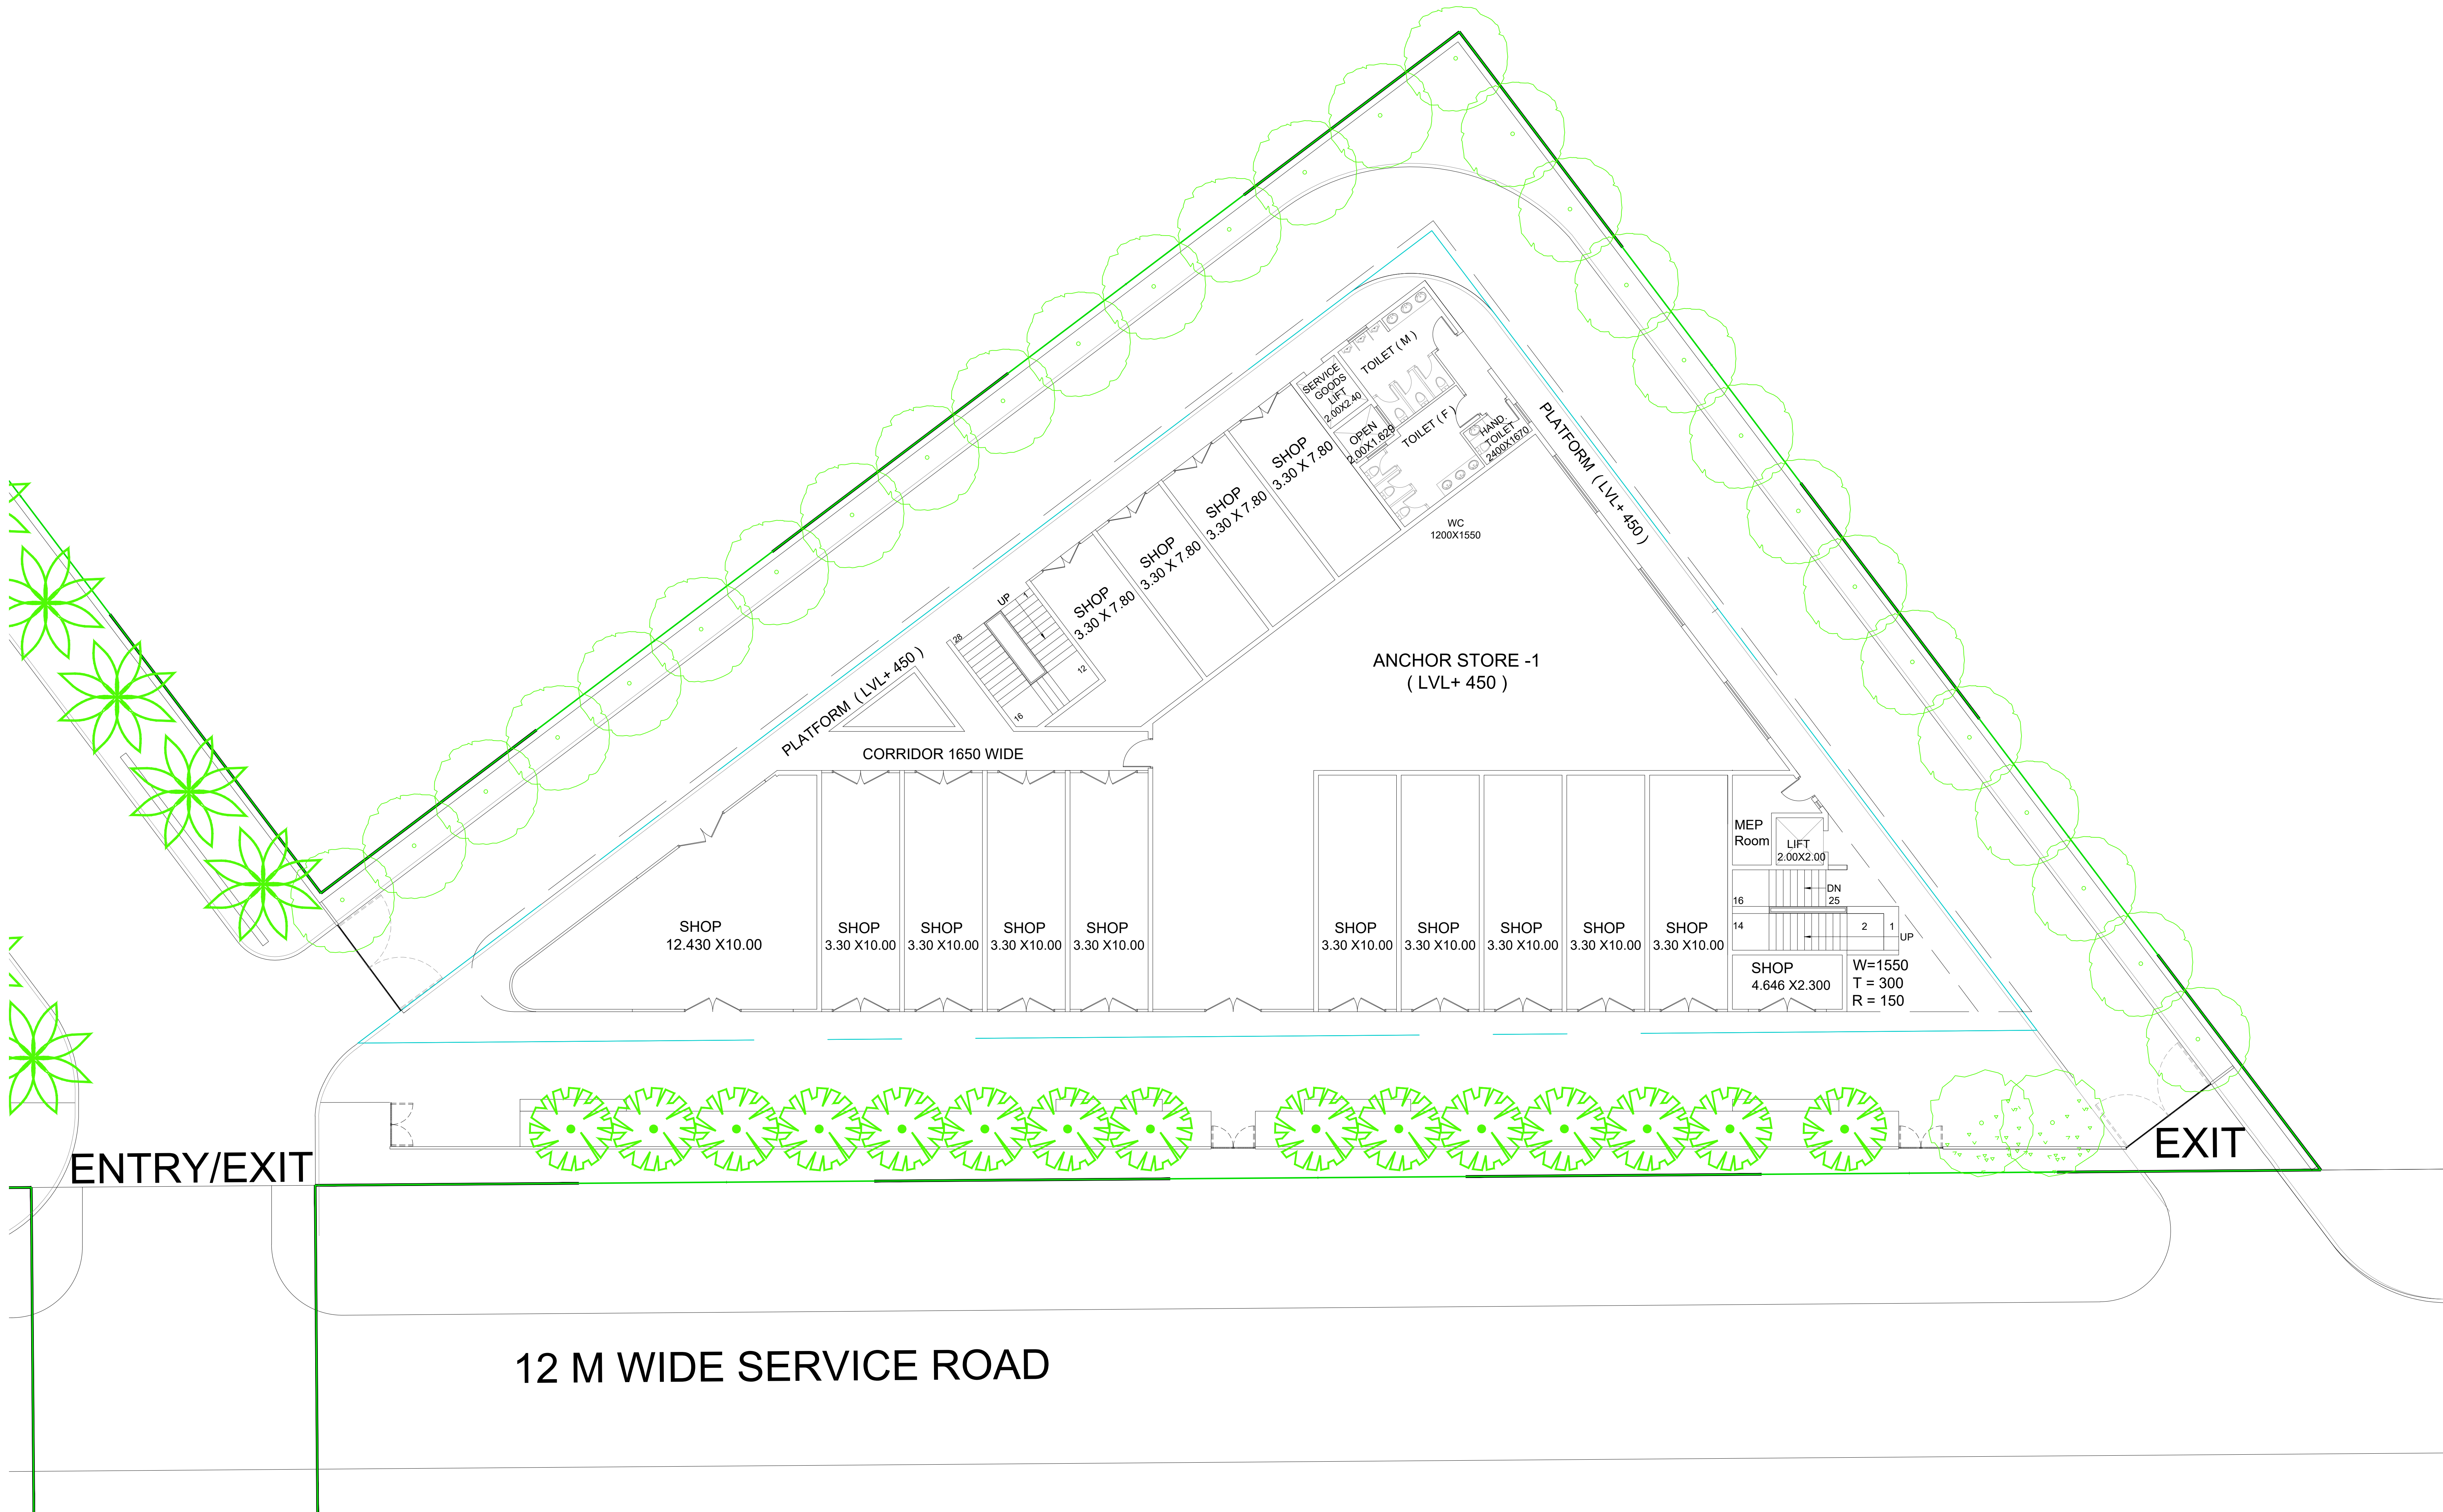 TOILET ( M )
SERVICE
GOODS
LIFT
2.00X2.40
OPEN
2.00X1.629
TOILET ( F )
HAND.
TOILET
2400X1670
PLATFORM ( LVL+ 450 )
SHOP
3.30 X 7.80
SHOP
3.30 X 7.80
SHOP
3.30 X 7.80
SHOP
3.30 X 7.80
WC
1200X1550
UP
28
12
16
PLATFORM ( LVL+ 450 )
ANCHOR STORE -1
( LVL+ 450 )
CORRIDOR 1650 WIDE
MEP
Room
LIFT
2.00X2.00
DN
16
25
14
2
1
UP
SHOP
12.430 X10.00
SHOP
3.30 X10.00
SHOP
3.30 X10.00
SHOP
3.30 X10.00
SHOP
3.30 X10.00
SHOP
3.30 X10.00
SHOP
3.30 X10.00
SHOP
3.30 X10.00
SHOP
3.30 X10.00
SHOP
3.30 X10.00
SHOP
4.646 X2.300
W=1550
T = 300
R = 150
ENTRY/EXIT
EXIT
12 M WIDE SERVICE ROAD